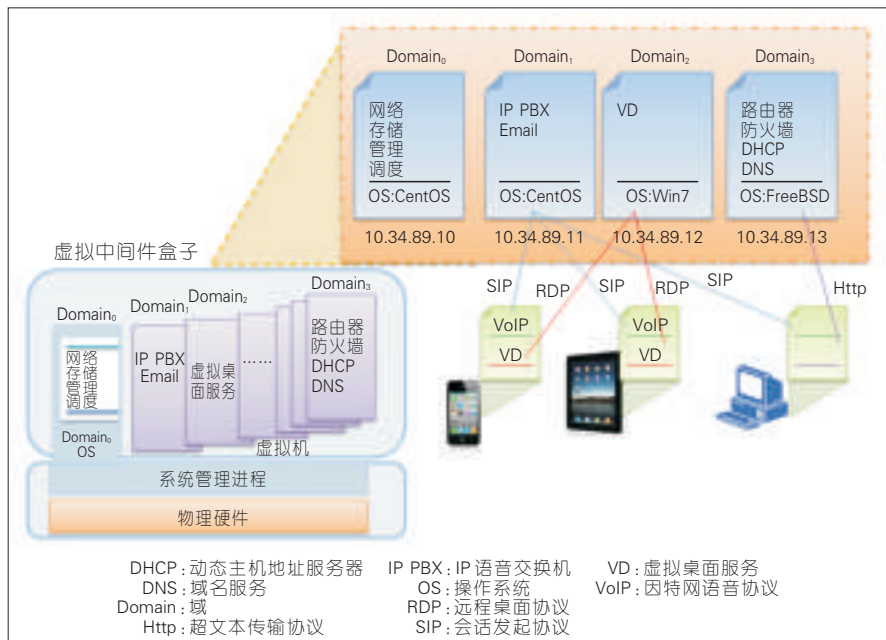 Domain₀
Domain₁
Domain₂
Domain₃
网络
存储
管理
调度
OS:CentOS
IP PBX
Email
OS:CentOS
VD
OS:Win7
路由器
防火墙
DHCP
DNS
OS:FreeBSD
10.34.89.10
10.34.89.11
10.34.89.12
10.34.89.13
虚拟中间件盒子
SIP
RDP
SIP
RDP
SIP
Http
Domain₀
网络
存储
管理
调度
Domain₀
OS
Domain₁
IP PBX
Email
Domain₂
虚拟桌
面服务
……
Domain₃
路由器
防火墙
DHCP
DNS
虚拟机
VoIP
VD
VoIP
VD
系统管理进程
物理硬件
DHCP:动态主机地址服务器
DNS:域名服务
Domain:域
Http:超文本传输协议
IP PBX:IP语音交换机
OS:操作系统
RDP:远程桌面协议
SIP:会话发起协议
VD:虚拟桌面服务
VoIP:因特网语音协议